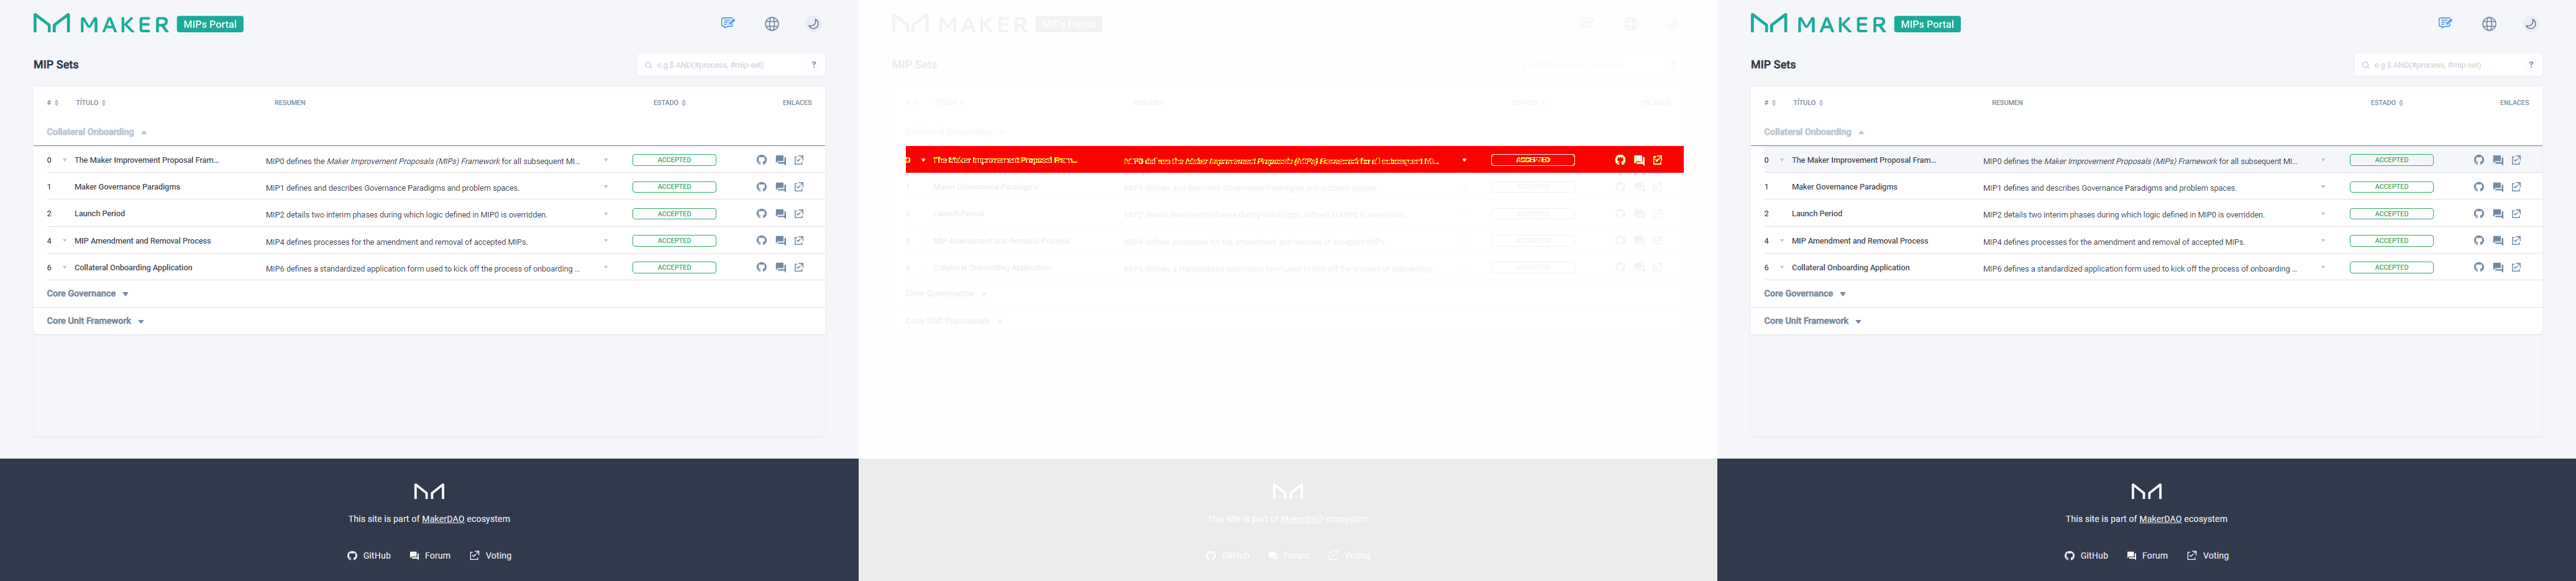 MAKER MIPs Portal
MIP Sets
e.g $ AND(#process, #mip-set) ?
# TÍTULO RESUMEN ESTADO ENLACES
Collateral Onboarding
0 The Maker Improvement Proposal Fram... MIP0 defines the Maker Improvement Proposals (MIPs) Framework for all subsequent MI... ACCEPTED
1 Maker Governance Paradigms MIP1 defines and describes Governance Paradigms and problem spaces. ACCEPTED
2 Launch Period MIP2 details two interim phases during which logic defined in MIP0 is overridden. ACCEPTED
4 MIP Amendment and Removal Process MIP4 defines processes for the amendment and removal of accepted MIPs. ACCEPTED
6 Collateral Onboarding Application MIP6 defines a standardized application form used to kick off the process of onboarding ... ACCEPTED
Core Governance
Core Unit Framework
This site is part of MakerDAO ecosystem
GitHub Forum Voting
MAKER MIPs Portal
MIP Sets
# TÍTULO RESUMEN ESTADO ENLACES
Collateral Onboarding
0 The Maker Improvement Proposal Fram... MIP0 defines the Maker Improvement Proposals (MIPs) Framework for all subsequent MI... ACCEPTED
1 Maker Governance Paradigms MIP1 defines and describes Governance Paradigms and problem spaces. ACCEPTED
2 Launch Period MIP2 details two interim phases during which logic defined in MIP0 is overridden. ACCEPTED
4 MIP Amendment and Removal Process MIP4 defines processes for the amendment and removal of accepted MIPs. ACCEPTED
6 Collateral Onboarding Application MIP6 defines a standardized application form used to kick off the process of onboarding ... ACCEPTED
Core Governance
Core Unit Framework
This site is part of MakerDAO ecosystem
GitHub Forum Voting
MAKER MIPs Portal
MIP Sets
e.g $ AND(#process, #mip-set) ?
# TÍTULO RESUMEN ESTADO ENLACES
Collateral Onboarding
0 The Maker Improvement Proposal Fram... MIP0 defines the Maker Improvement Proposals (MIPs) Framework for all subsequent MI... ACCEPTED
1 Maker Governance Paradigms MIP1 defines and describes Governance Paradigms and problem spaces. ACCEPTED
2 Launch Period MIP2 details two interim phases during which logic defined in MIP0 is overridden. ACCEPTED
4 MIP Amendment and Removal Process MIP4 defines processes for the amendment and removal of accepted MIPs. ACCEPTED
6 Collateral Onboarding Application MIP6 defines a standardized application form used to kick off the process of onboarding ... ACCEPTED
Core Governance
Core Unit Framework
This site is part of MakerDAO ecosystem
GitHub Forum Voting